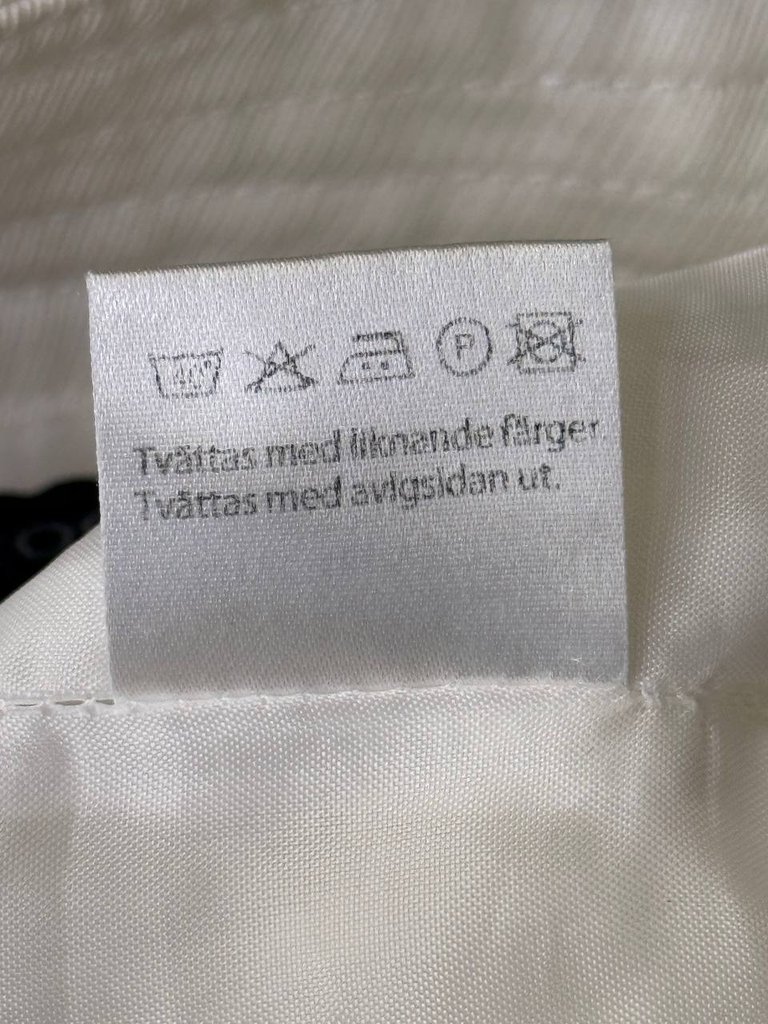 40°
P
Tvättas med liknande färger.
Tvättas med avigsidan ut.